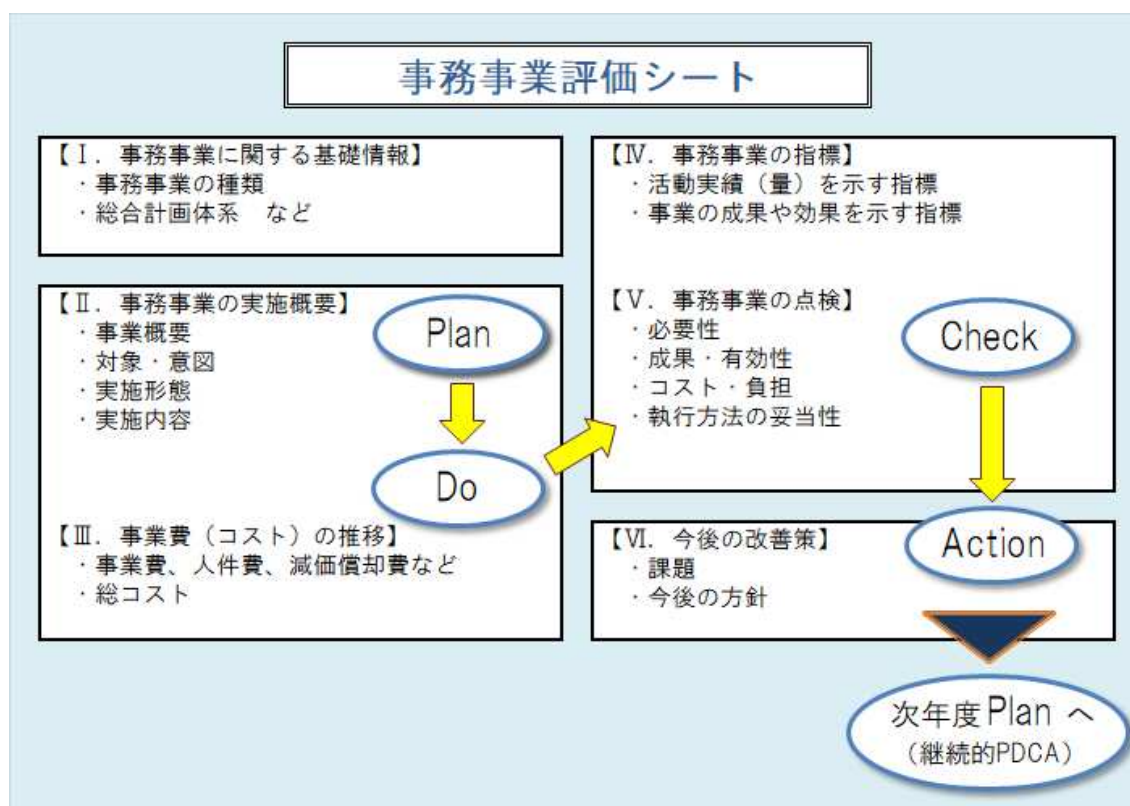 事務事業評価シート
【Ⅰ．事務事業に関する基礎情報】
・事務事業の種類
・総合計画体系　など
【Ⅱ．事務事業の実施概要】
・事業概要
・対象・意図
・実施形態
・実施内容
Plan
Do
【Ⅲ．事業費（コスト）の推移】
・事業費、人件費、減価償却費など
・総コスト
【Ⅳ．事務事業の指標】
・活動実績（量）を示す指標
・事業の成果や効果を示す指標
【Ⅴ．事務事業の点検】
・必要性
・成果・有効性
・コスト・負担
・執行方法の妥当性
Check
【Ⅵ．今後の改善策】
・課題
・今後の方針
Action
次年度Plan へ
（継続的PDCA）